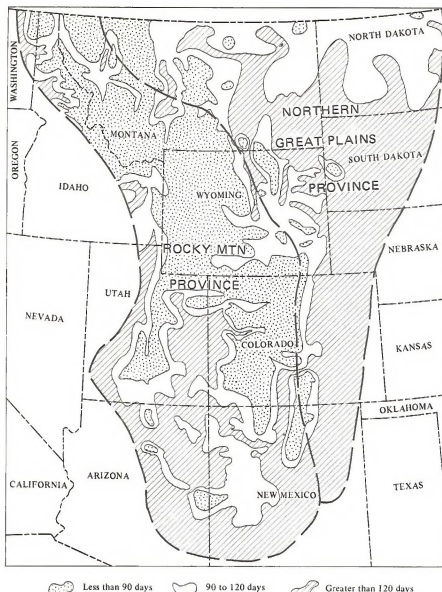 NORTH DAKOTA
WASHINGTON
NORTHERN
MONTANA
GREAT PLAINS
SOUTH DAKOTA
OREGON
IDAHO
WYOMING
PROVINCE
ROCKY MTN
NEBRASKA
UTAH
PROVINCE
NEVADA
COLORADO
KANSAS
OKLAHOMA
ARIZONA
CALIFORNIA
NEW MEXICO
TEXAS
Less than 90 days 90 to 120 days Greater than 120 days